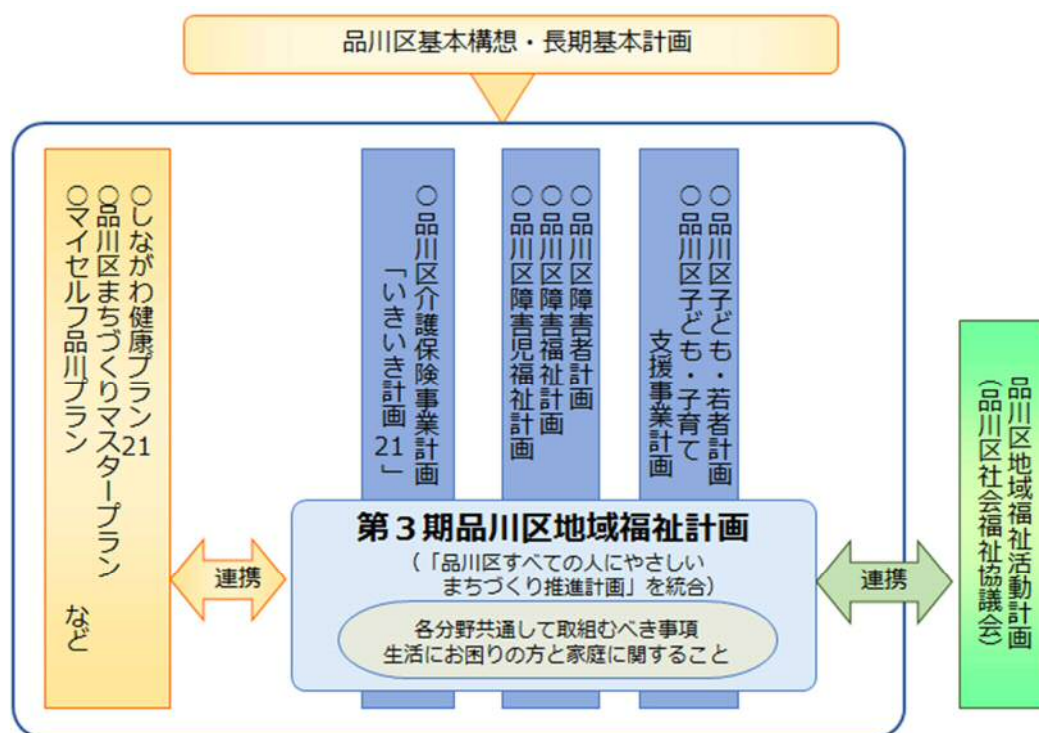 品川区基本構想・長期基本計画
○しながわ健康プラン21
○品川区まちづくりマスタープラン
○マイセルフ品川プラン　など
○品川区介護保険事業計画
「いきいき計画21」
○品川区障害者計画
○品川区障害福祉計画
○品川区障害児福祉計画
○品川区子ども・若者計画
○品川区子ども・子育て
支援事業計画
第３期品川区地域福祉計画
（「品川区すべての人にやさしい
まちづくり推進計画」を統合）
各分野共通して取組むべき事項
生活にお困りの方と家庭に関すること
連携
連携
品川区地域福祉活動計画
（品川区社会福祉協議会）